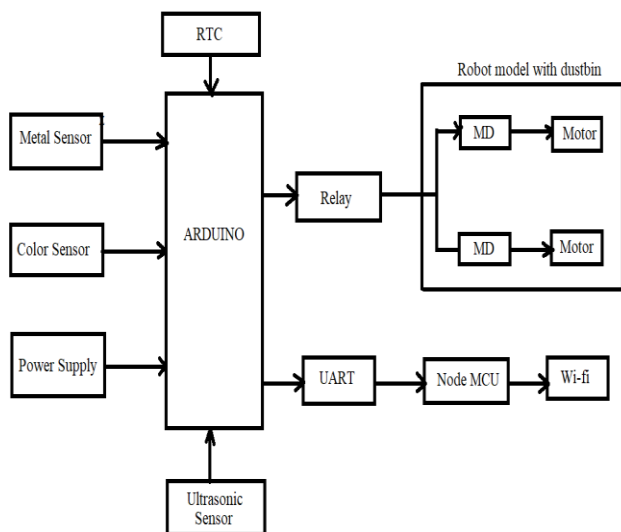 RTC
Robot model with dustbin
Metal Sensor
MD
Motor
Relay
ARDUINO
Color Sensor
MD
Motor
Power Supply
UART
Node MCU
Wi-fi
Ultrasonic
Sensor